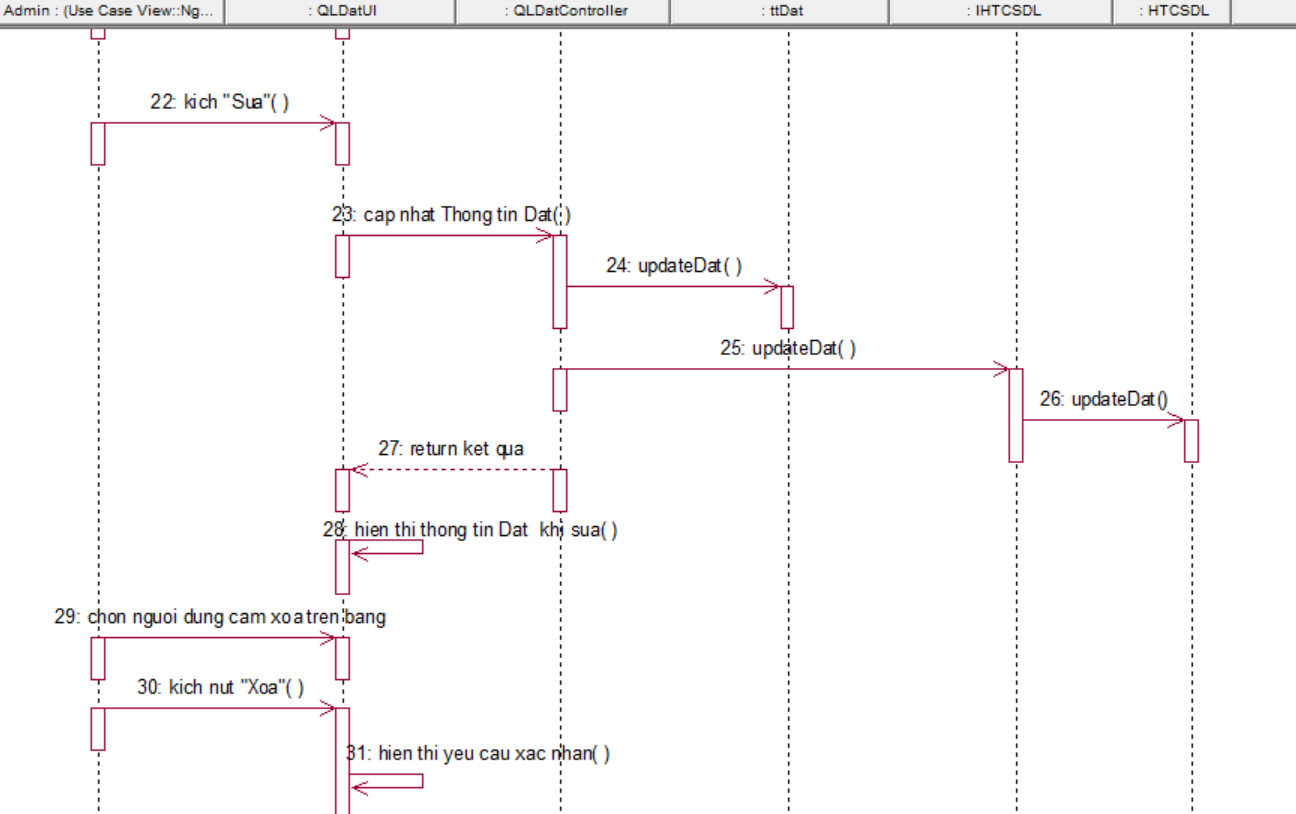 Admin : (Use Case View::Ng...
: QLDatUI
: QLDatController
: ttDat
: IHTCSDL
: HTCSDL
22: kich "Sua"( )
23: cap nhat Thong tin Dat( )
24: updateDat( )
25: updateDat( )
26: updateDat()
27: return ket qua
28: hien thi thong tin Dat khi sua( )
29: chon nguoi dung cam xoa tren bang
30: kich nut "Xoa"( )
31: hien thi yeu cau xac nhan( )